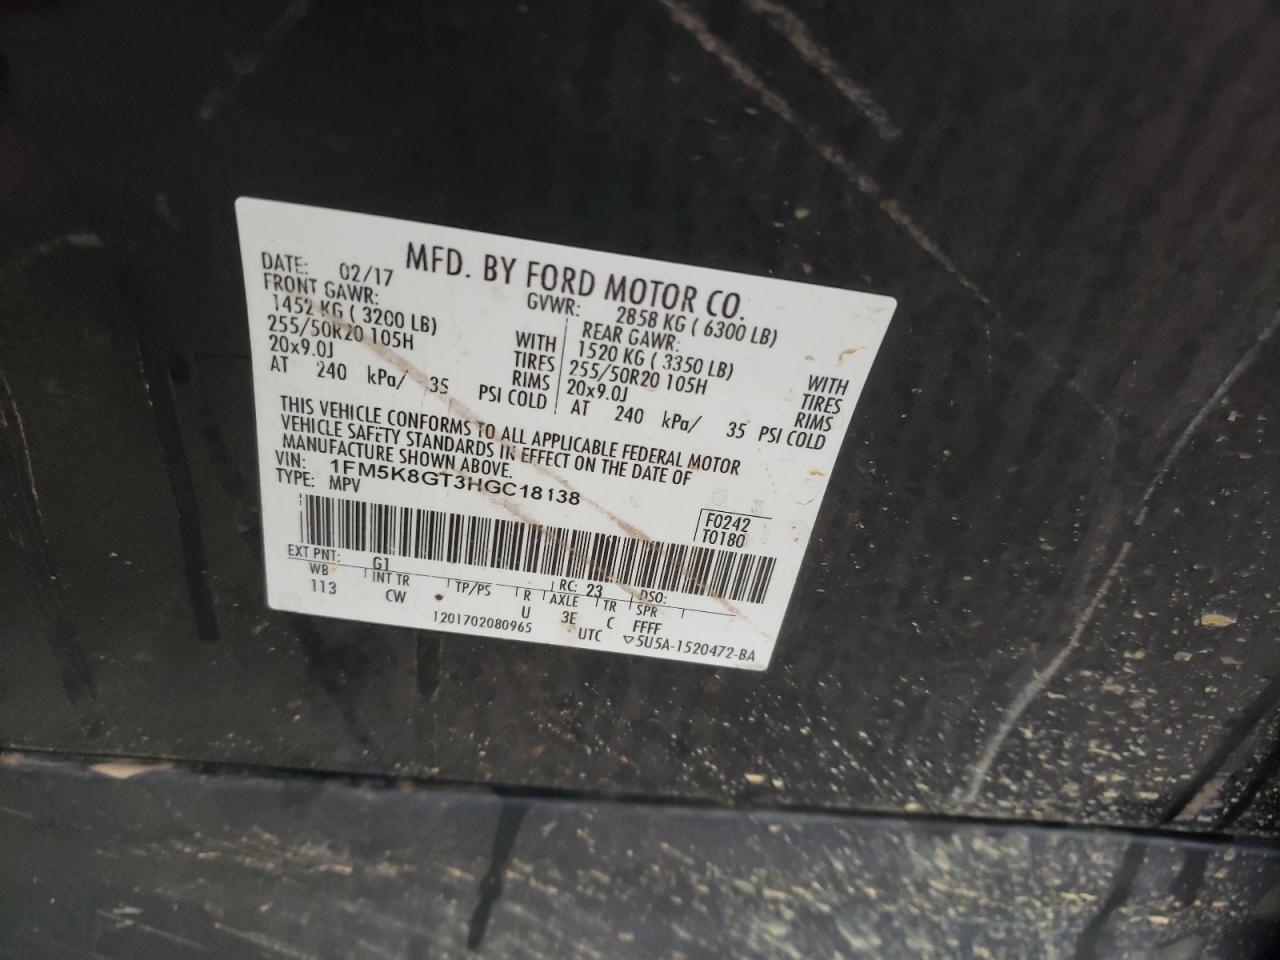 MFD. BY FORD MOTOR CO.
DATE: 02/17 GVWR: 2858 KG ( 6300 LB)
FRONT GAWR: REAR GAWR:
1452 KG ( 3200 LB) WITH 1520 KG ( 3350 LB) WITH
255/50R20 105H TIRES 255/50R20 105H TIRES
20x9.0J RIMS 20x9.0J RIMS
AT 240 kPa/ 35 PSI COLD AT 240 kPa/ 35 PSI COLD
THIS VEHICLE CONFORMS TO ALL APPLICABLE FEDERAL MOTOR
VEHICLE SAFETY STANDARDS IN EFFECT ON THE DATE OF
MANUFACTURE SHOWN ABOVE.
VIN: 1FM5K8GT3HGC18138
TYPE: MPV
F0242
T0180
EXT PNT: G1 RC: 23 DSO:
WB INT TR TP/PS R AXLE TR SPR
113 CW U 3E C FFFF
1201702080965 UTC ▽5U5A-1520472-BA